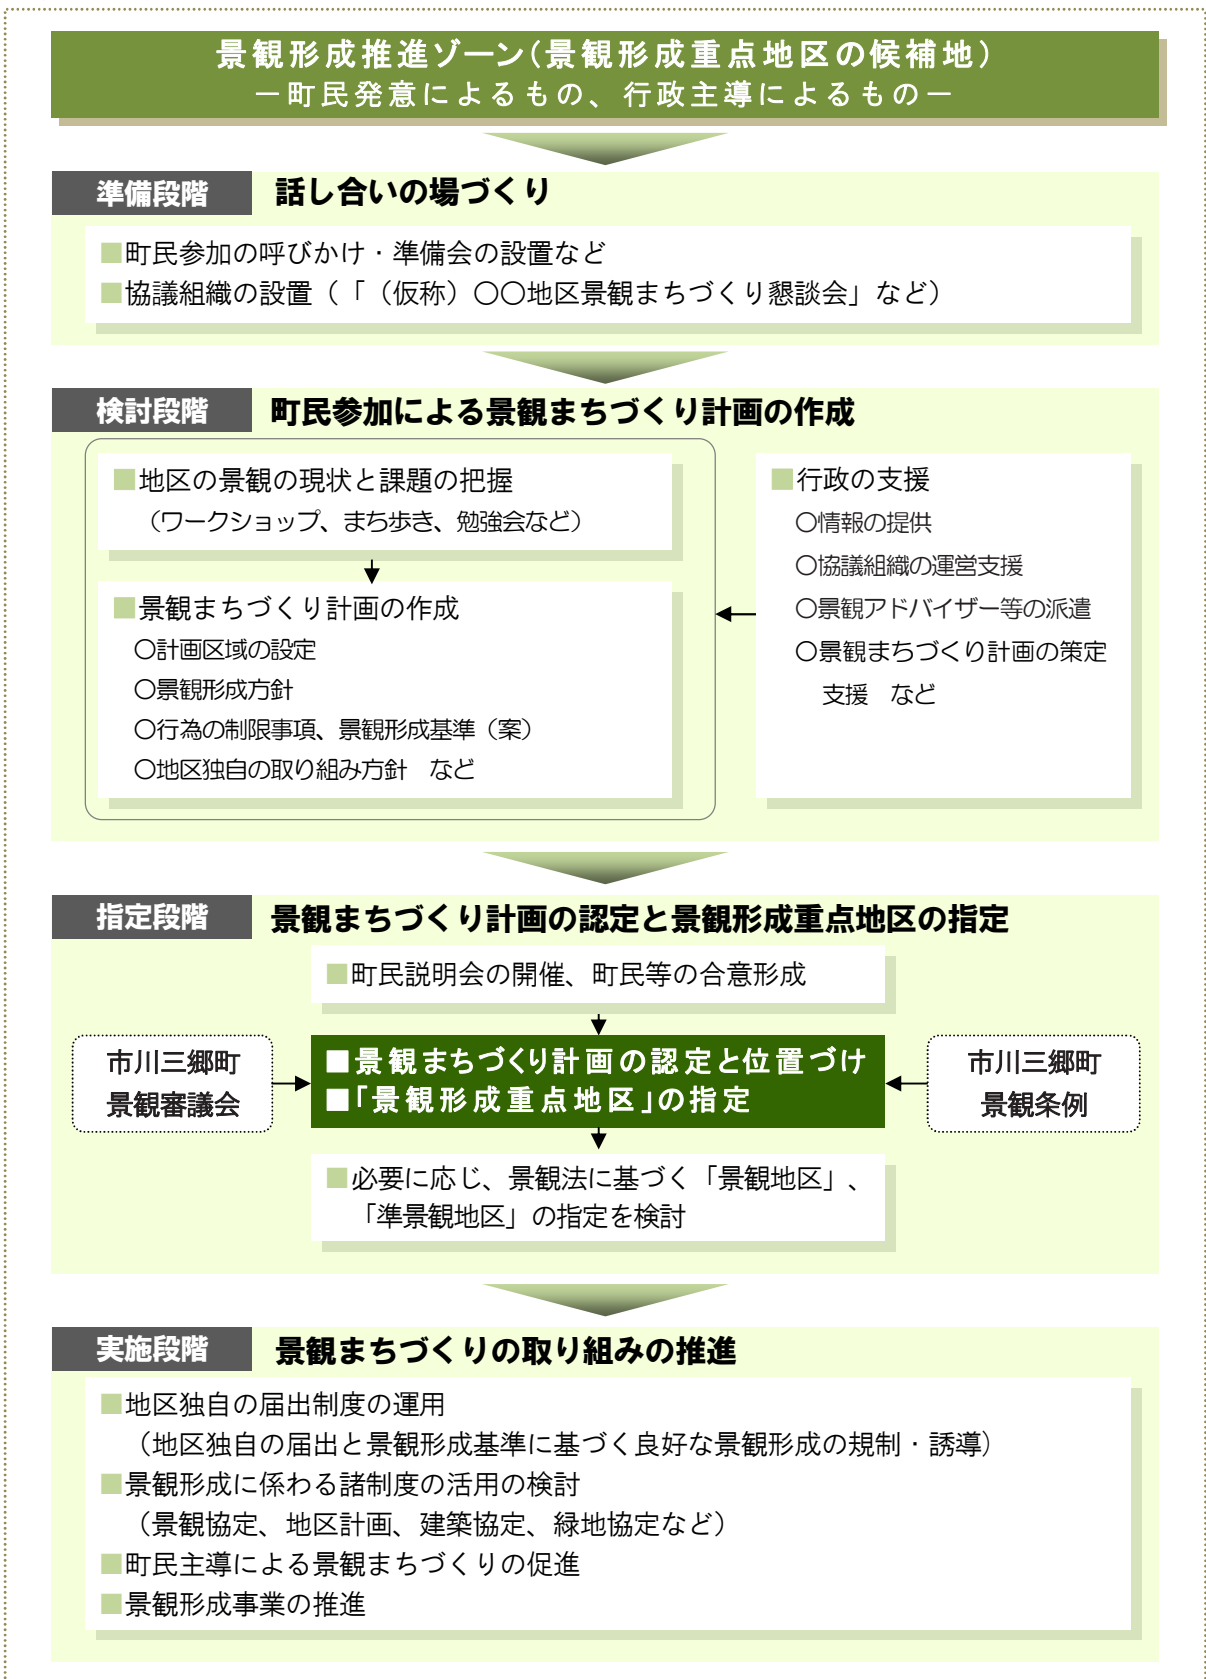 景観形成推進ゾーン（景観形成重点地区の候補地）
－町民発意によるもの、行政主導によるもの－
準備段階
話し合いの場づくり
■町民参加の呼びかけ・準備会の設置など
■協議組織の設置（「（仮称）○○地区景観まちづくり懇談会」など）
検討段階
町民参加による景観まちづくり計画の作成
■地区の景観の現状と課題の把握
（ワークショップ、まち歩き、勉強会など）
■景観まちづくり計画の作成
○計画区域の設定
○景観形成方針
○行為の制限事項、景観形成基準（案）
○地区独自の取り組み方針　など
■行政の支援
○情報の提供
○協議組織の運営支援
○景観アドバイザー等の派遣
○景観まちづくり計画の策定
支援　など
指定段階
景観まちづくり計画の認定と景観形成重点地区の指定
■町民説明会の開催、町民等の合意形成
市川三郷町
景観審議会
■景観まちづくり計画の認定と位置づけ
■「景観形成重点地区」の指定
市川三郷町
景観条例
■必要に応じ、景観法に基づく「景観地区」、
「準景観地区」の指定を検討
実施段階
景観まちづくりの取り組みの推進
■地区独自の届出制度の運用
（地区独自の届出と景観形成基準に基づく良好な景観形成の規制・誘導）
■景観形成に係わる諸制度の活用の検討
（景観協定、地区計画、建築協定、緑地協定など）
■町民主導による景観まちづくりの促進
■景観形成事業の推進